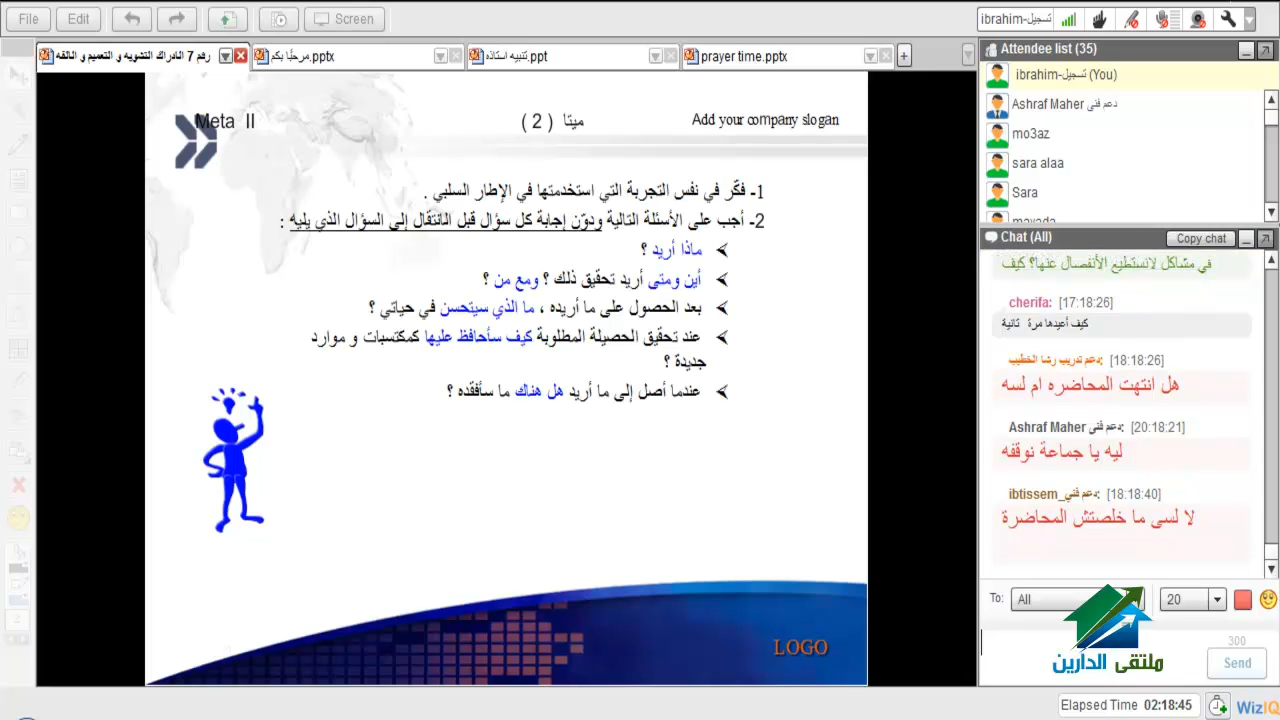 File
Edit
Screen
ibrahim-تسجيل
رقم 7 الادراك التشويه و التعميم و الالغاء
مرحبًا بكم.pptx
تنبيه استاذه.ppt
prayer time.pptx
Meta II
ميتا ( 2 )
Add your company slogan
1- فكّر في نفس التجربة التي استخدمتها في الإطار السلبي .
2- أجب على الأسئلة التالية ودوّن إجابة كل سؤال قبل الانتقال إلى السؤال الذي يليه :
ماذا أريد ؟
أين ومتى أريد تحقيق ذلك ؟ ومع من ؟
بعد الحصول على ما أريده ، ما الذي سيتحسن في حياتي ؟
عند تحقيق الحصيلة المطلوبة كيف سأحافظ عليها كمكتسبات و موارد
جديدة ؟
عندما أصل إلى ما أريد هل هناك ما سأفقده ؟
LOGO
Attendee list (35)
ibrahim-تسجيل (You)
Ashraf Maher دعم فنى
mo3az
sara alaa
Sara
mayada
Chat (All)
Copy chat
في مشاكل لانستطيع الأنفصال عنها؟ كيف
cherifa: [17:18:26]
كيف أعيدها مرة ثانية
دعم تدريب رشا الخطيب: [18:18:26]
هل انتهت المحاضره ام لسه
Ashraf Maher دعم فنى: [20:18:21]
ليه يا جماعة نوقفه
ibtissem_دعم فني: [18:18:40]
لا لسى ما خلصتش المحاضرة
To:
All
20
ملتقى الدارين
300
Send
Elapsed Time 02:18:45
WizIQ